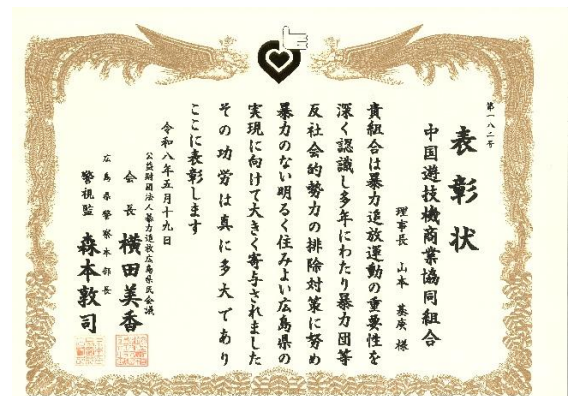 第一八二号
表彰状
中国遊技機商業協同組合
理事長 山本 基庚 様
貴組合は暴力追放運動の重要性を
深く認識し多年にわたり暴力団等
反社会的勢力の排除対策に努め
暴力のない明るく住みよい広島県の
実現に向けて大きく寄与されました
その功労は真に多大であり
ここに表彰します
令和八年五月十九日
公益財団法人暴力追放広島県民会議
会長 横田美香
広島県警察本部長
警視監 森本敦司